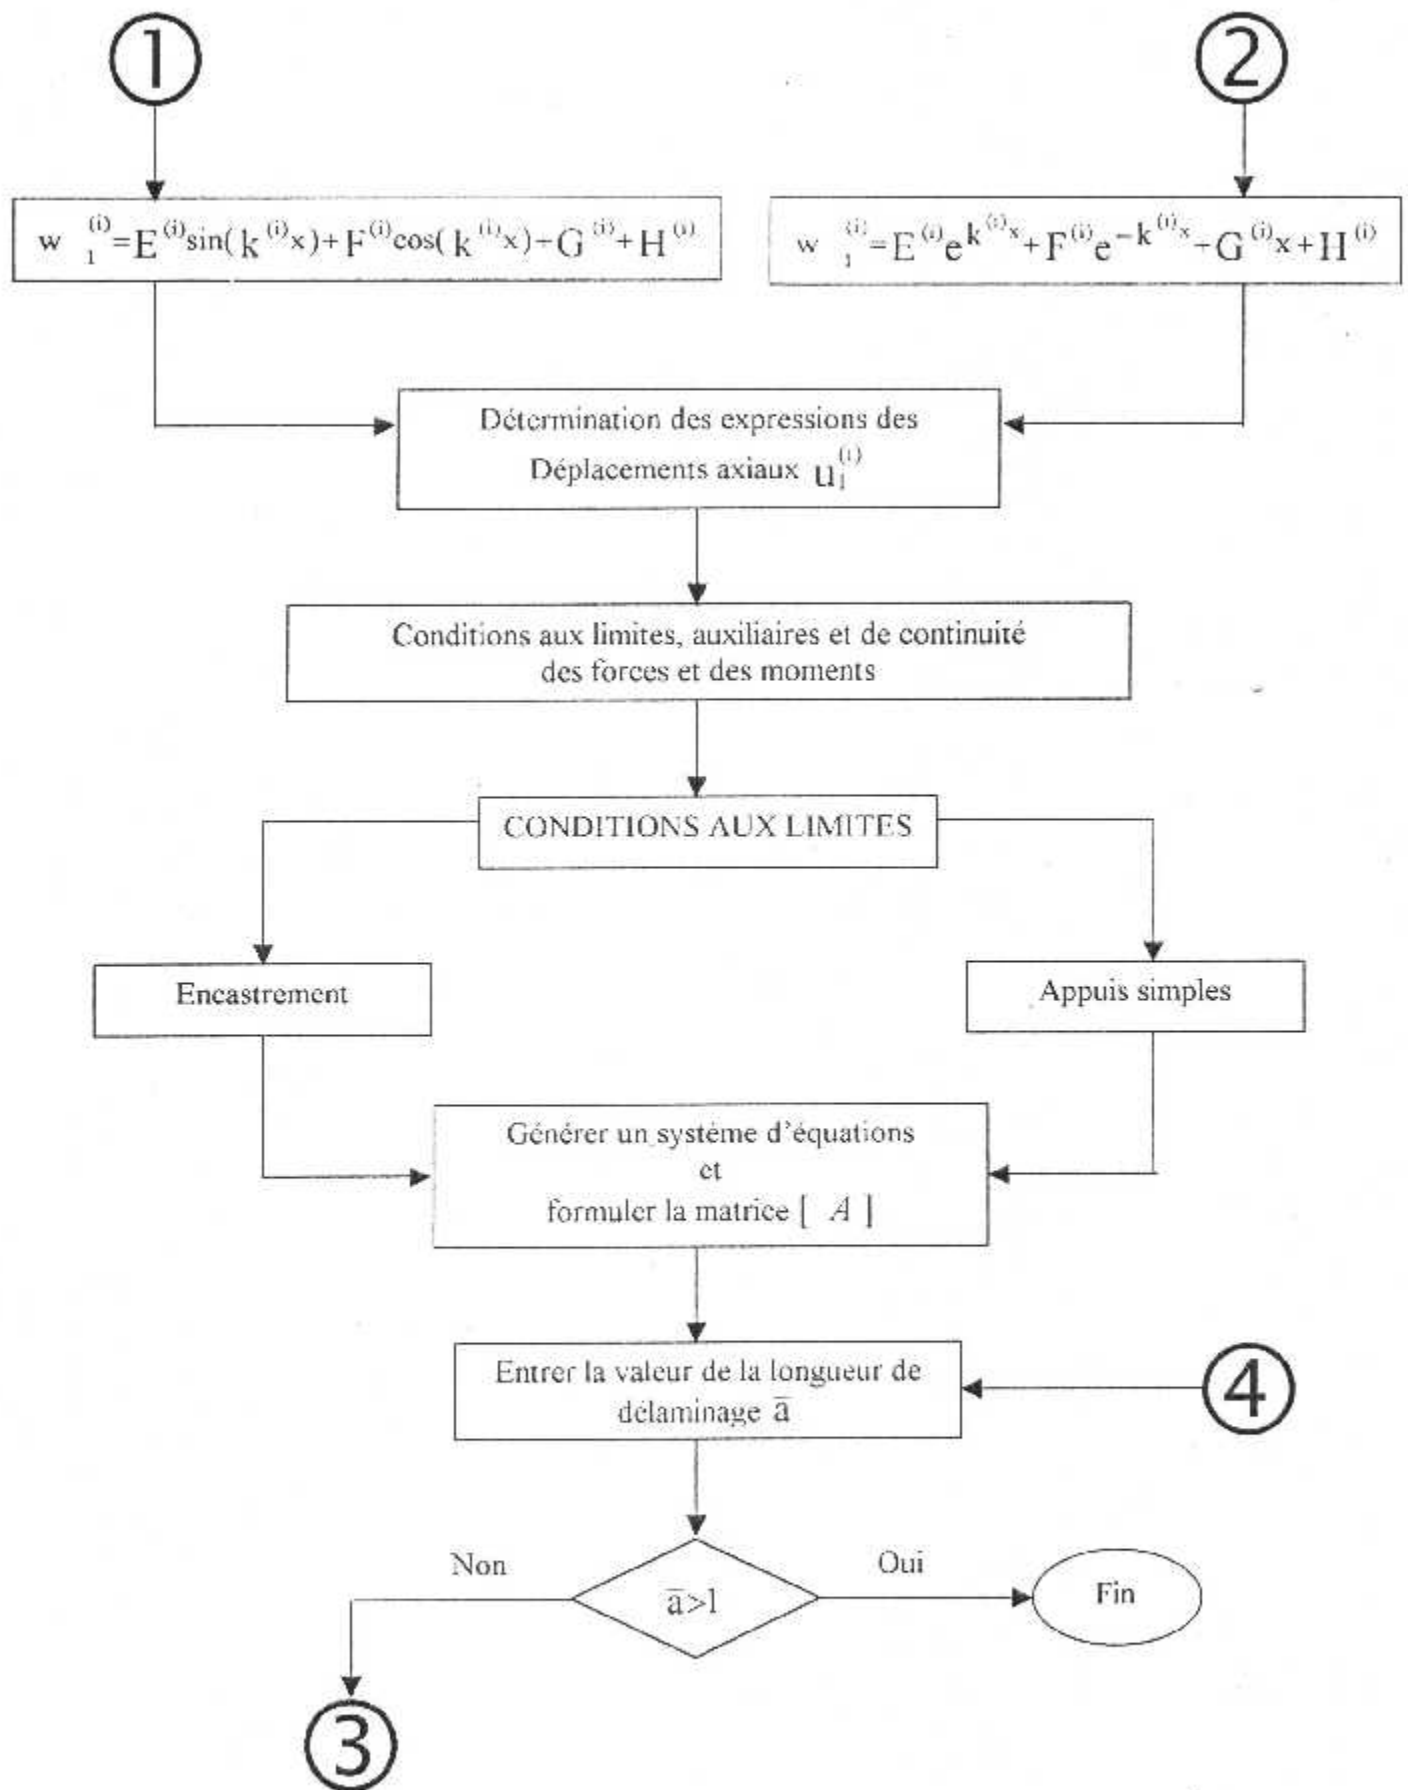 1
2
w₁⁽ⁱ⁾=E⁽ⁱ⁾sin(k⁽ⁱ⁾x)+F⁽ⁱ⁾cos(k⁽ⁱ⁾x)+G⁽ⁱ⁾+H⁽ⁱ⁾
w₁⁽ⁱ⁾=E⁽ⁱ⁾e^k⁽ⁱ⁾x+F⁽ⁱ⁾e^−k⁽ⁱ⁾x+G⁽ⁱ⁾x+H⁽ⁱ⁾
Détermination des expressions des
Déplacements axiaux u₁⁽ⁱ⁾
Conditions aux limites, auxiliaires et de continuité
des forces et des moments
CONDITIONS AUX LIMITES
Encastrement
Appuis simples
Générer un système d'équations
et
formuler la matrice [ A ]
Entrer la valeur de la longueur de
délaminage a̅
4
Non
Oui
a̅>1
Fin
3